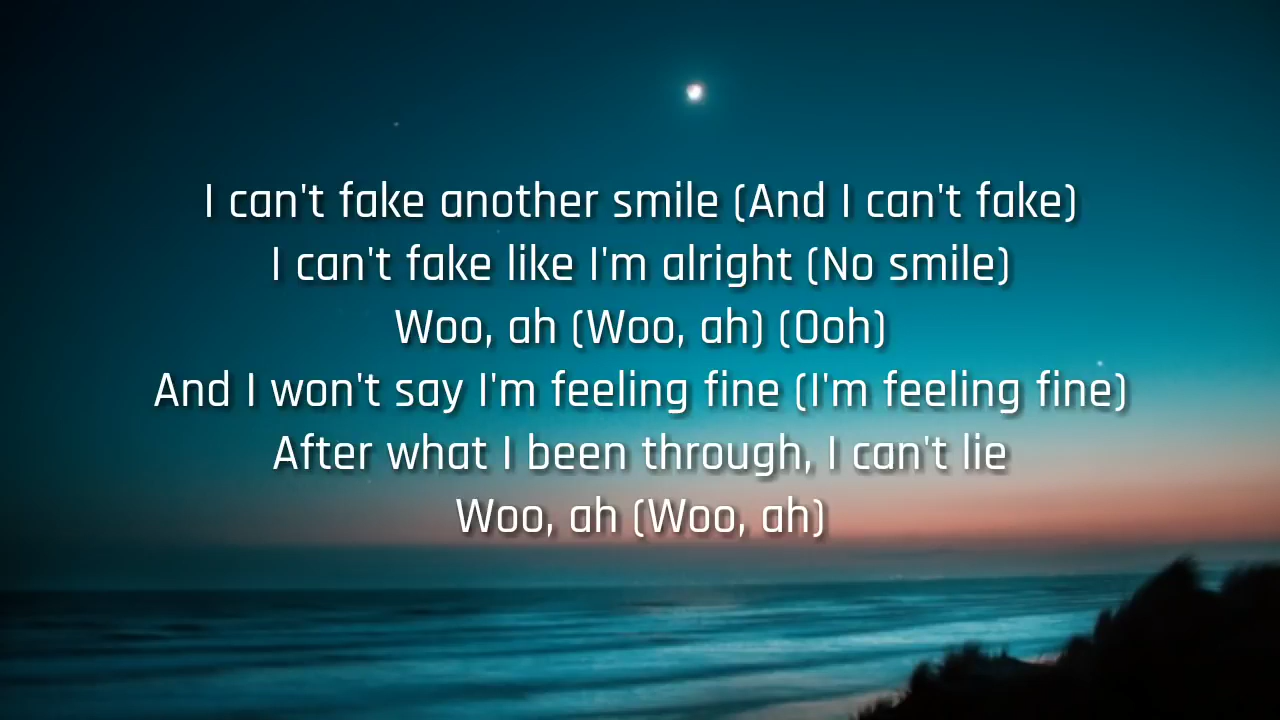 I can't fake another smile (And I can't fake)
I can't fake like I'm alright (No smile)
Woo, ah (Woo, ah) (Ooh)
And I won't say I'm feeling fine (I'm feeling fine)
After what I been through, I can't lie
Woo, ah (Woo, ah)